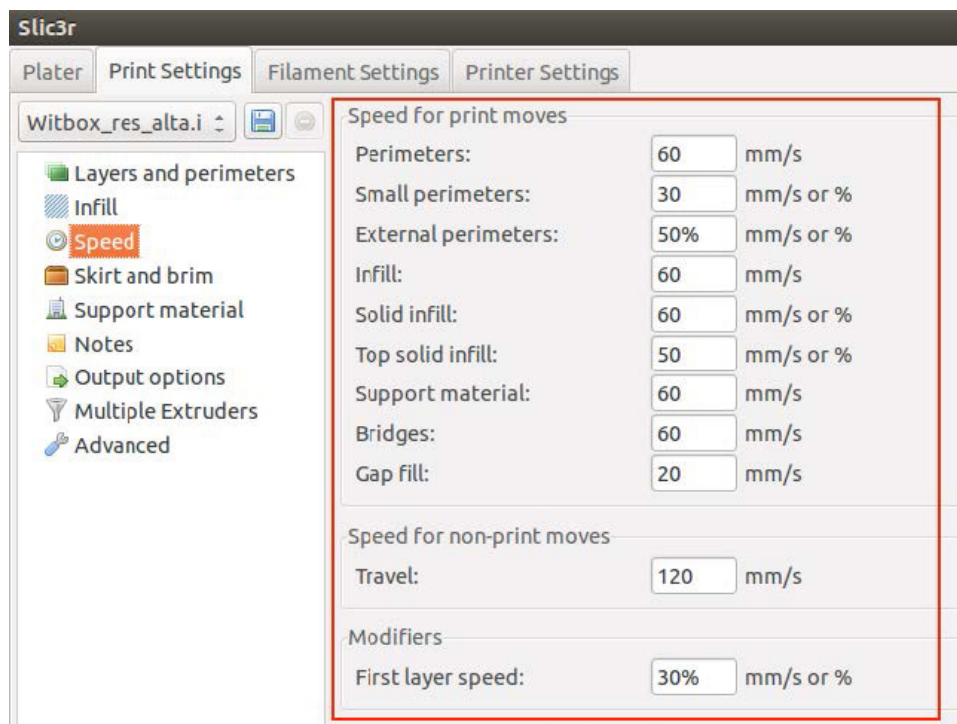 Slic3r
Plater Print Settings Filament Settings Printer Settings
Witbox_res_alta.i
Layers and perimeters
Infill
Speed
Skirt and brim
Support material
Notes
Output options
Multiple Extruders
Advanced
Speed for print moves
Perimeters: 60 mm/s
Small perimeters: 30 mm/s or %
External perimeters: 50% mm/s or %
Infill: 60 mm/s
Solid infill: 60 mm/s or %
Top solid infill: 50 mm/s or %
Support material: 60 mm/s
Bridges: 60 mm/s
Gap fill: 20 mm/s
Speed for non-print moves
Travel: 120 mm/s
Modifiers
First layer speed: 30% mm/s or %